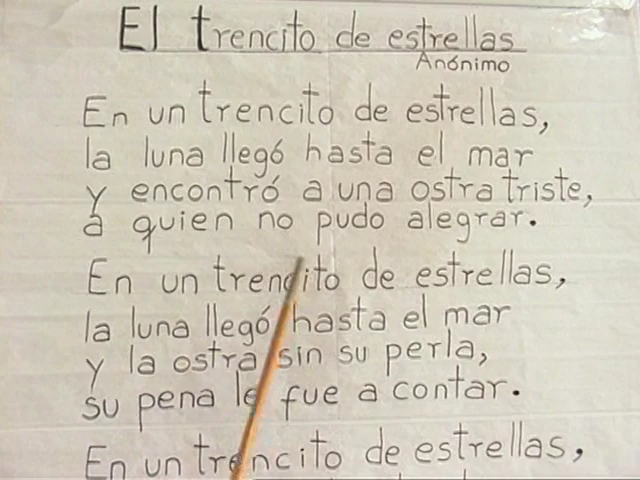 El trencito de estrellas
Anónimo
En un trencito de estrellas,
la luna llegó hasta el mar
y encontró a una ostra triste,
a quien no pudo alegrar.
En un trencito de estrellas,
la luna llegó hasta el mar
y la ostra sin su perla,
su pena le fue a contar.
En un trencito de estrellas,